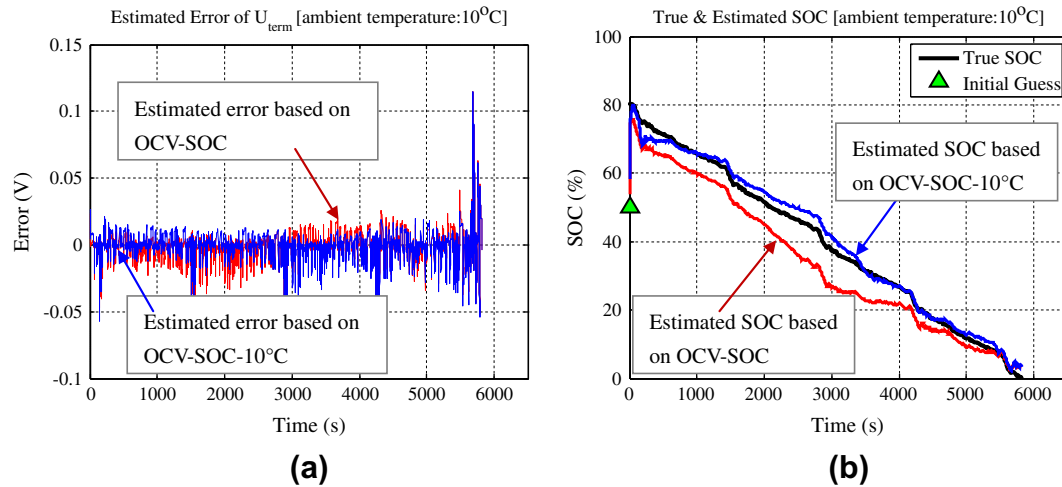 Estimated Error of U_term [ambient temperature:10°C]
0.15
0.1
0.05
0
-0.05
-0.1
Error (V)
Estimated error based on
OCV-SOC
Estimated error based on
OCV-SOC-10°C
0 1000 2000 3000 4000 5000 6000
Time (s)
(a)
True & Estimated SOC [ambient temperature:10°C]
100
80
60
40
20
0
SOC (%)
True SOC
Initial Guess
Estimated SOC based
on OCV-SOC-10°C
Estimated SOC based
on OCV-SOC
0 1000 2000 3000 4000 5000 6000
Time (s)
(b)